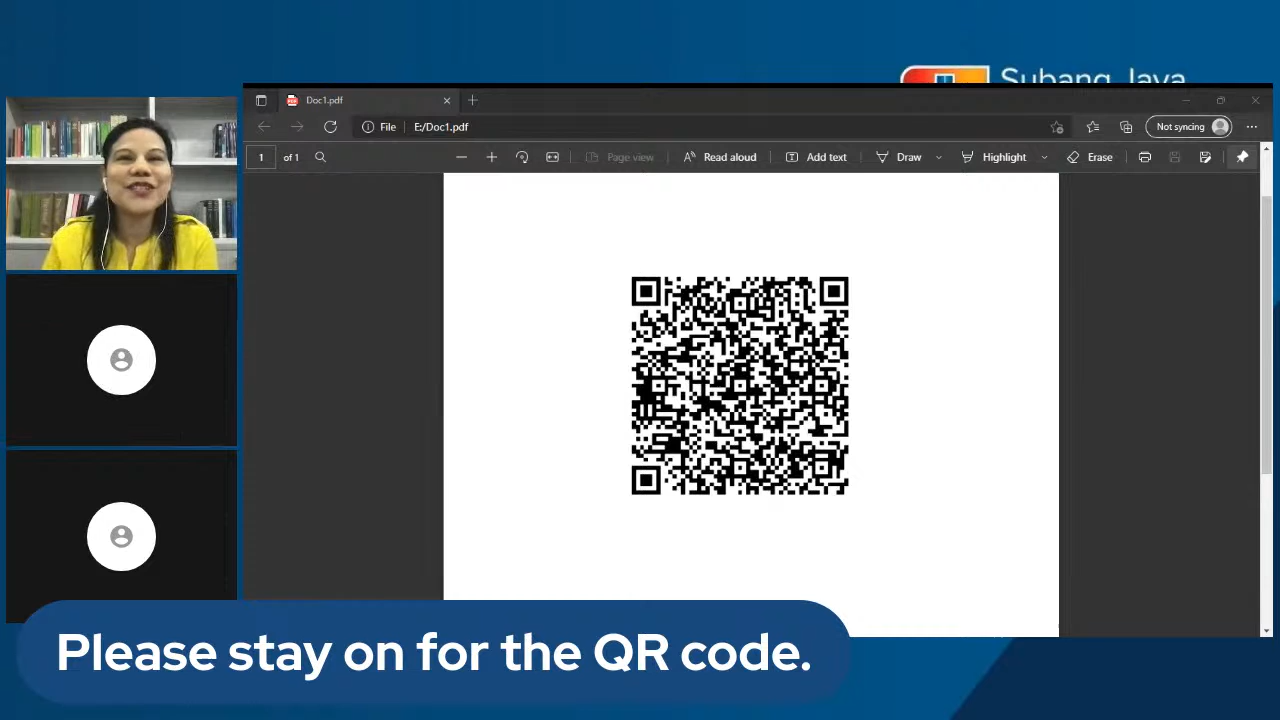 Subang Jaya
Doc1.pdf
File E:/Doc1.pdf Not syncing
1 of 1 Page view Read aloud Add text Draw Highlight Erase
Please stay on for the QR code.